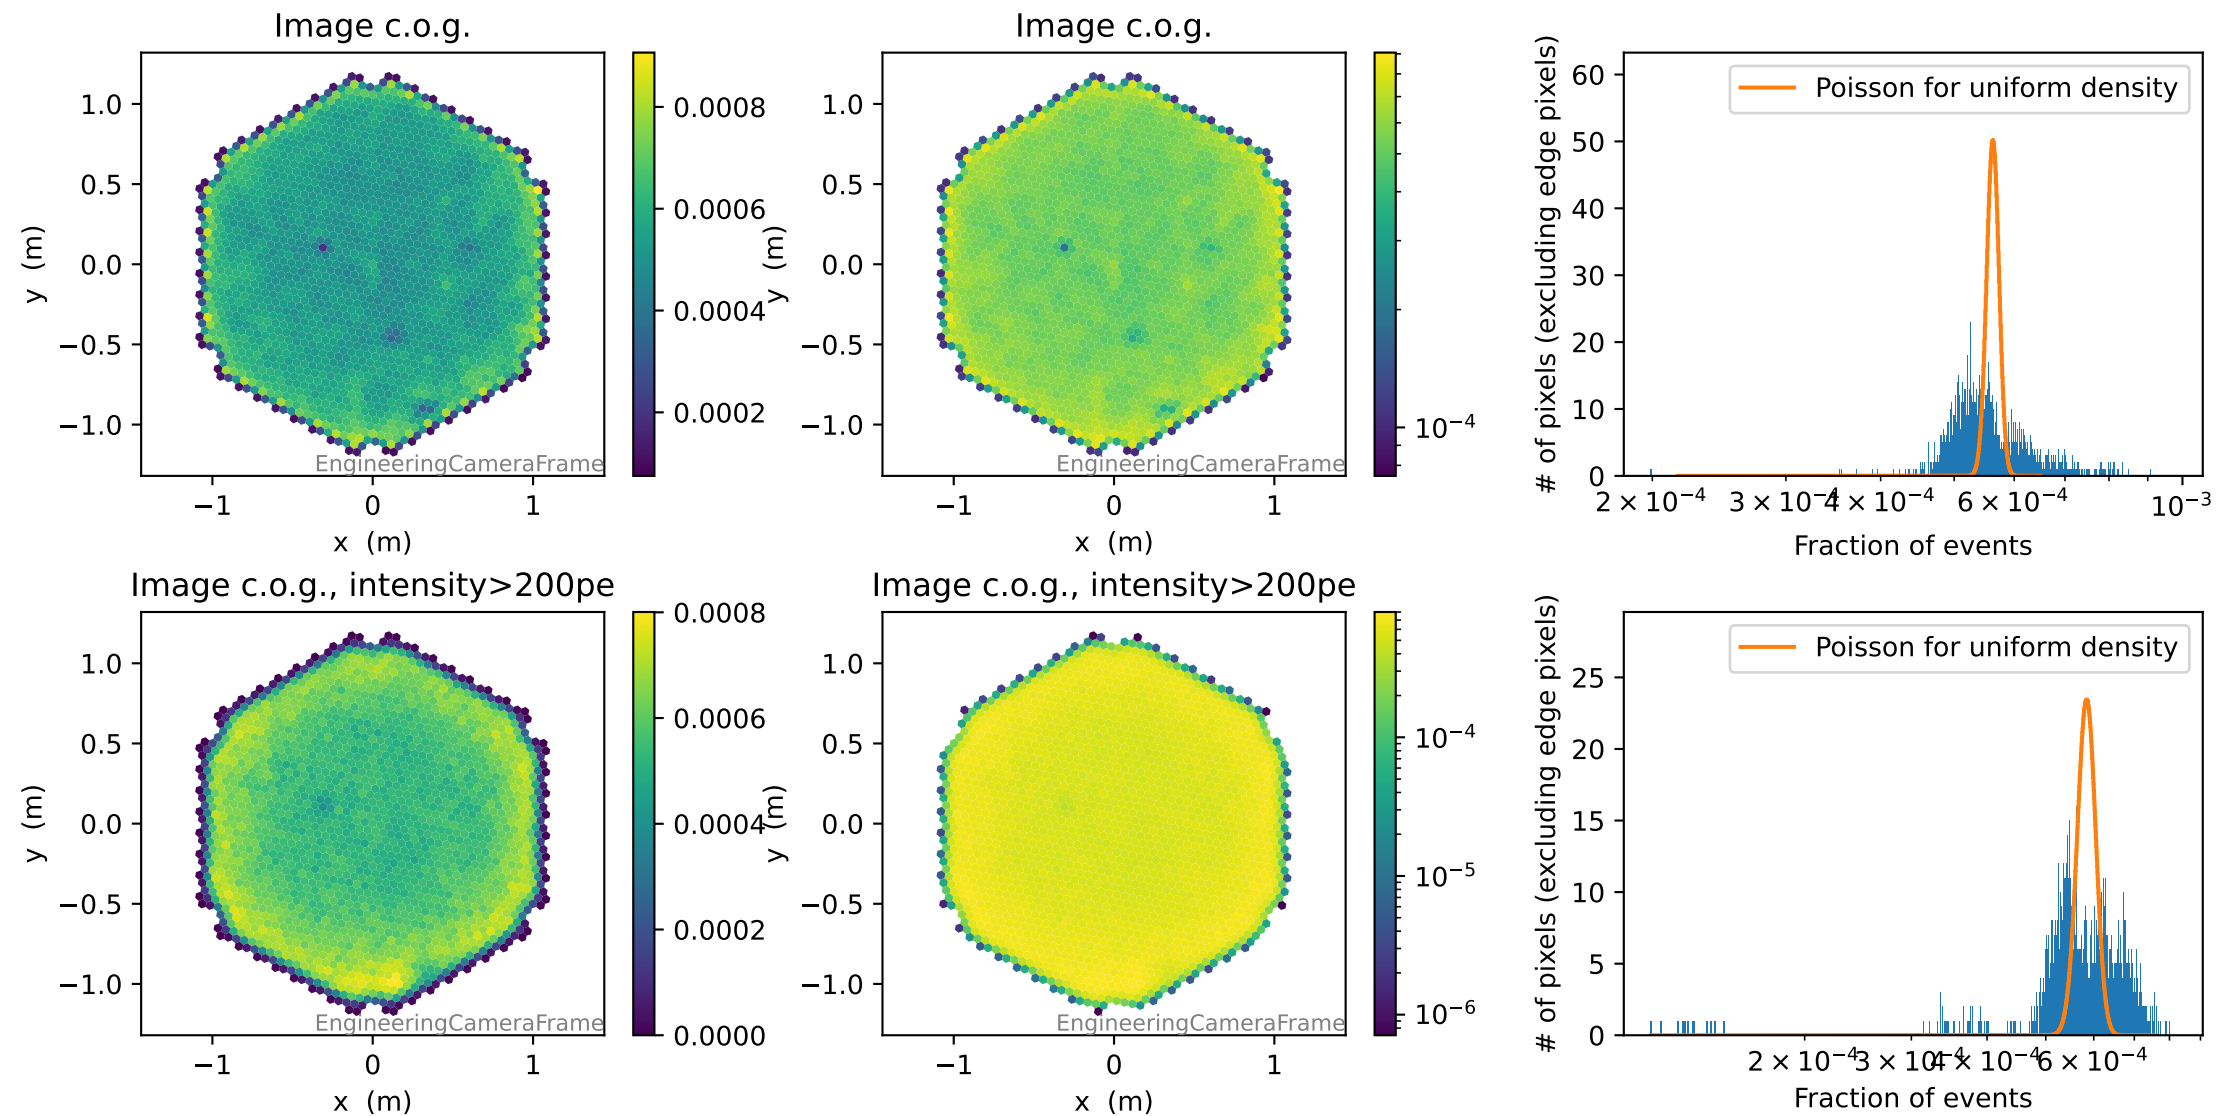 Image c.o.g.
1.0
0.5
0.0
−0.5
−1.0
y (m)
−1
0
1
x (m)
EngineeringCameraFrame
0.0008
0.0006
0.0004
0.0002
Image c.o.g.
1.0
0.5
0.0
−0.5
−1.0
y (m)
−1
0
1
x (m)
EngineeringCameraFrame
10⁻⁴
# of pixels (excluding edge pixels)
60
50
40
30
20
10
0
Poisson for uniform density
2 × 10⁻⁴
3 × 10⁻⁴
4 × 10⁻⁴
6 × 10⁻⁴
10⁻³
Fraction of events
Image c.o.g., intensity>200pe
1.0
0.5
0.0
−0.5
−1.0
y (m)
−1
0
1
x (m)
EngineeringCameraFrame
0.0008
0.0006
0.0004
0.0002
0.0000
Image c.o.g., intensity>200pe
1.0
0.5
0.0
−0.5
−1.0
y (m)
−1
0
1
x (m)
EngineeringCameraFrame
10⁻⁴
10⁻⁵
10⁻⁶
# of pixels (excluding edge pixels)
25
20
15
10
5
0
Poisson for uniform density
2 × 10⁻⁴
3 × 10⁻⁴
4 × 10⁻⁴
6 × 10⁻⁴
Fraction of events